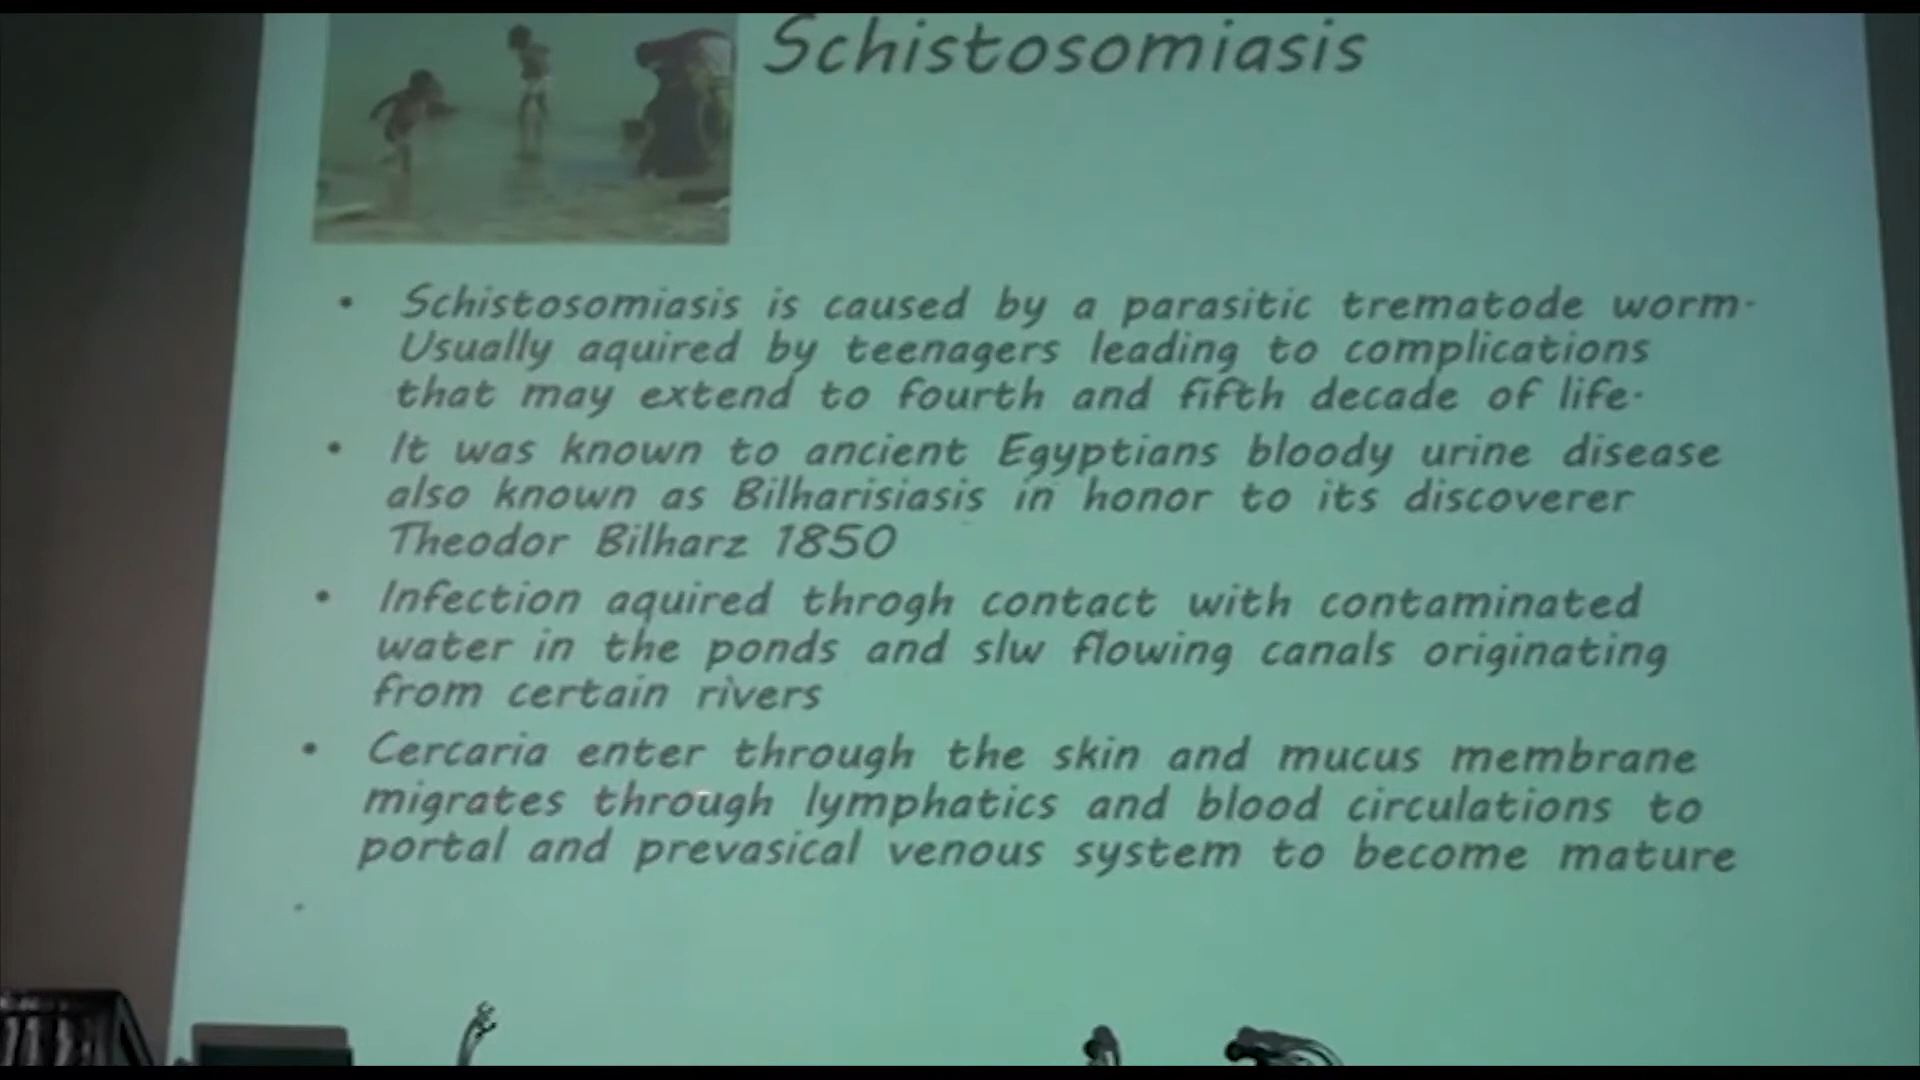 Schistosomiasis
• Schistosomiasis is caused by a parasitic trematode worm.
Usually aquired by teenagers leading to complications
that may extend to fourth and fifth decade of life.
• It was known to ancient Egyptians bloody urine disease
also known as Bilharisiasis in honor to its discoverer
Theodor Bilharz 1850
• Infection aquired throgh contact with contaminated
water in the ponds and slw flowing canals originating
from certain rivers
• Cercaria enter through the skin and mucus membrane
migrates through lymphatics and blood circulations to
portal and prevasical venous system to become mature